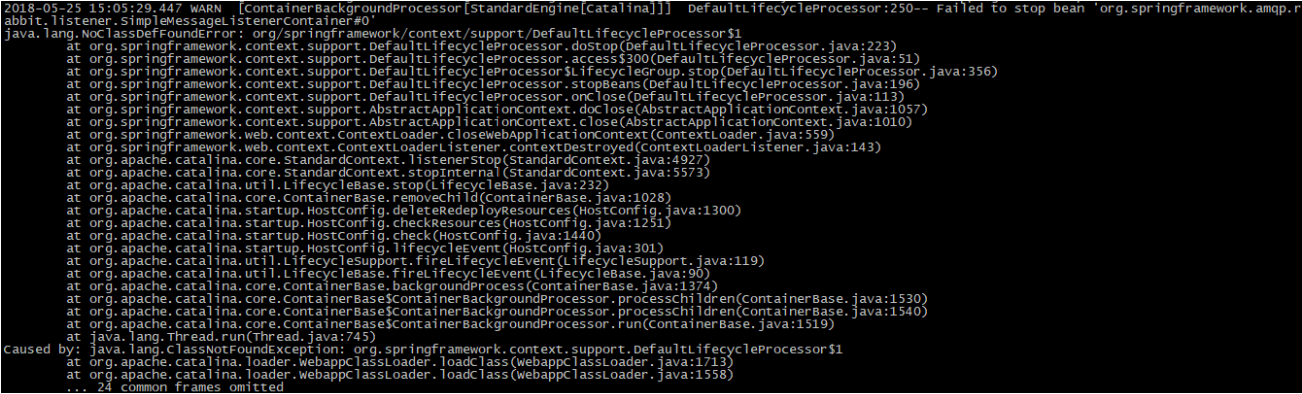 2018-05-25 15:05:29.447 WARN  [ContainerBackgroundProcessor[StandardEngine[Catalina]]]  DefaultLifecycleProcessor:250-- Failed to stop bean 'org.springframework.amqp.r
abbit.listener.SimpleMessageListenerContainer#0'
java.lang.NoClassDefFoundError: org/springframework/context/support/DefaultLifecycleProcessor$1
        at org.springframework.context.support.DefaultLifecycleProcessor.doStop(DefaultLifecycleProcessor.java:223)
        at org.springframework.context.support.DefaultLifecycleProcessor.access$300(DefaultLifecycleProcessor.java:51)
        at org.springframework.context.support.DefaultLifecycleProcessor$LifecycleGroup.stop(DefaultLifecycleProcessor.java:356)
        at org.springframework.context.support.DefaultLifecycleProcessor.stopBeans(DefaultLifecycleProcessor.java:196)
        at org.springframework.context.support.DefaultLifecycleProcessor.onClose(DefaultLifecycleProcessor.java:113)
        at org.springframework.context.support.AbstractApplicationContext.doClose(AbstractApplicationContext.java:1057)
        at org.springframework.context.support.AbstractApplicationContext.close(AbstractApplicationContext.java:1010)
        at org.springframework.web.context.ContextLoader.closeWebApplicationContext(ContextLoader.java:559)
        at org.springframework.web.context.ContextLoaderListener.contextDestroyed(ContextLoaderListener.java:143)
        at org.apache.catalina.core.StandardContext.listenerStop(StandardContext.java:4927)
        at org.apache.catalina.core.StandardContext.stopInternal(StandardContext.java:5573)
        at org.apache.catalina.util.LifecycleBase.stop(LifecycleBase.java:232)
        at org.apache.catalina.core.ContainerBase.removeChild(ContainerBase.java:1028)
        at org.apache.catalina.startup.HostConfig.deleteRedeployResources(HostConfig.java:1300)
        at org.apache.catalina.startup.HostConfig.checkResources(HostConfig.java:1251)
        at org.apache.catalina.startup.HostConfig.check(HostConfig.java:1440)
        at org.apache.catalina.startup.HostConfig.lifecycleEvent(HostConfig.java:301)
        at org.apache.catalina.util.LifecycleSupport.fireLifecycleEvent(LifecycleSupport.java:119)
        at org.apache.catalina.util.LifecycleBase.fireLifecycleEvent(LifecycleBase.java:90)
        at org.apache.catalina.core.ContainerBase.backgroundProcess(ContainerBase.java:1374)
        at org.apache.catalina.core.ContainerBase$ContainerBackgroundProcessor.processChildren(ContainerBase.java:1530)
        at org.apache.catalina.core.ContainerBase$ContainerBackgroundProcessor.processChildren(ContainerBase.java:1540)
        at org.apache.catalina.core.ContainerBase$ContainerBackgroundProcessor.run(ContainerBase.java:1519)
        at java.lang.Thread.run(Thread.java:745)
Caused by: java.lang.ClassNotFoundException: org.springframework.context.support.DefaultLifecycleProcessor$1
        at org.apache.catalina.loader.WebappClassLoader.loadClass(WebappClassLoader.java:1713)
        at org.apache.catalina.loader.WebappClassLoader.loadClass(WebappClassLoader.java:1558)
        ... 24 common frames omitted